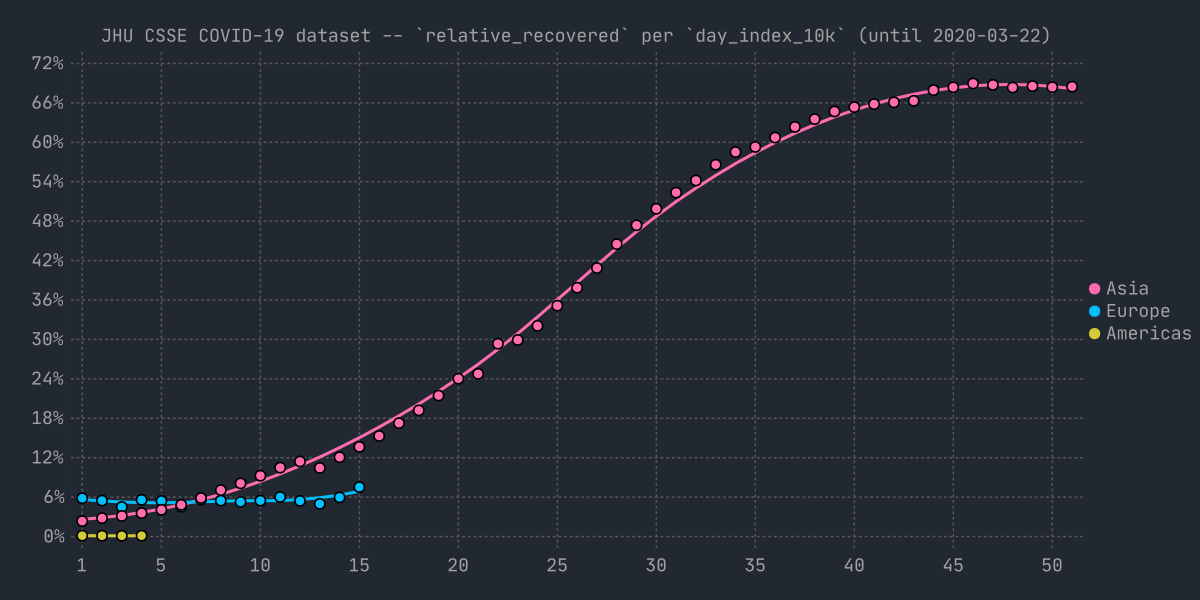 JHU CSSE COVID-19 dataset -- `relative_recovered` per `day_index_10k` (until 2020-03-22)
72%
66%
60%
54%
48%
42%
36%
30%
24%
18%
12%
6%
0%
1 5 10 15 20 25 30 35 40 45 50
Asia
Europe
Americas